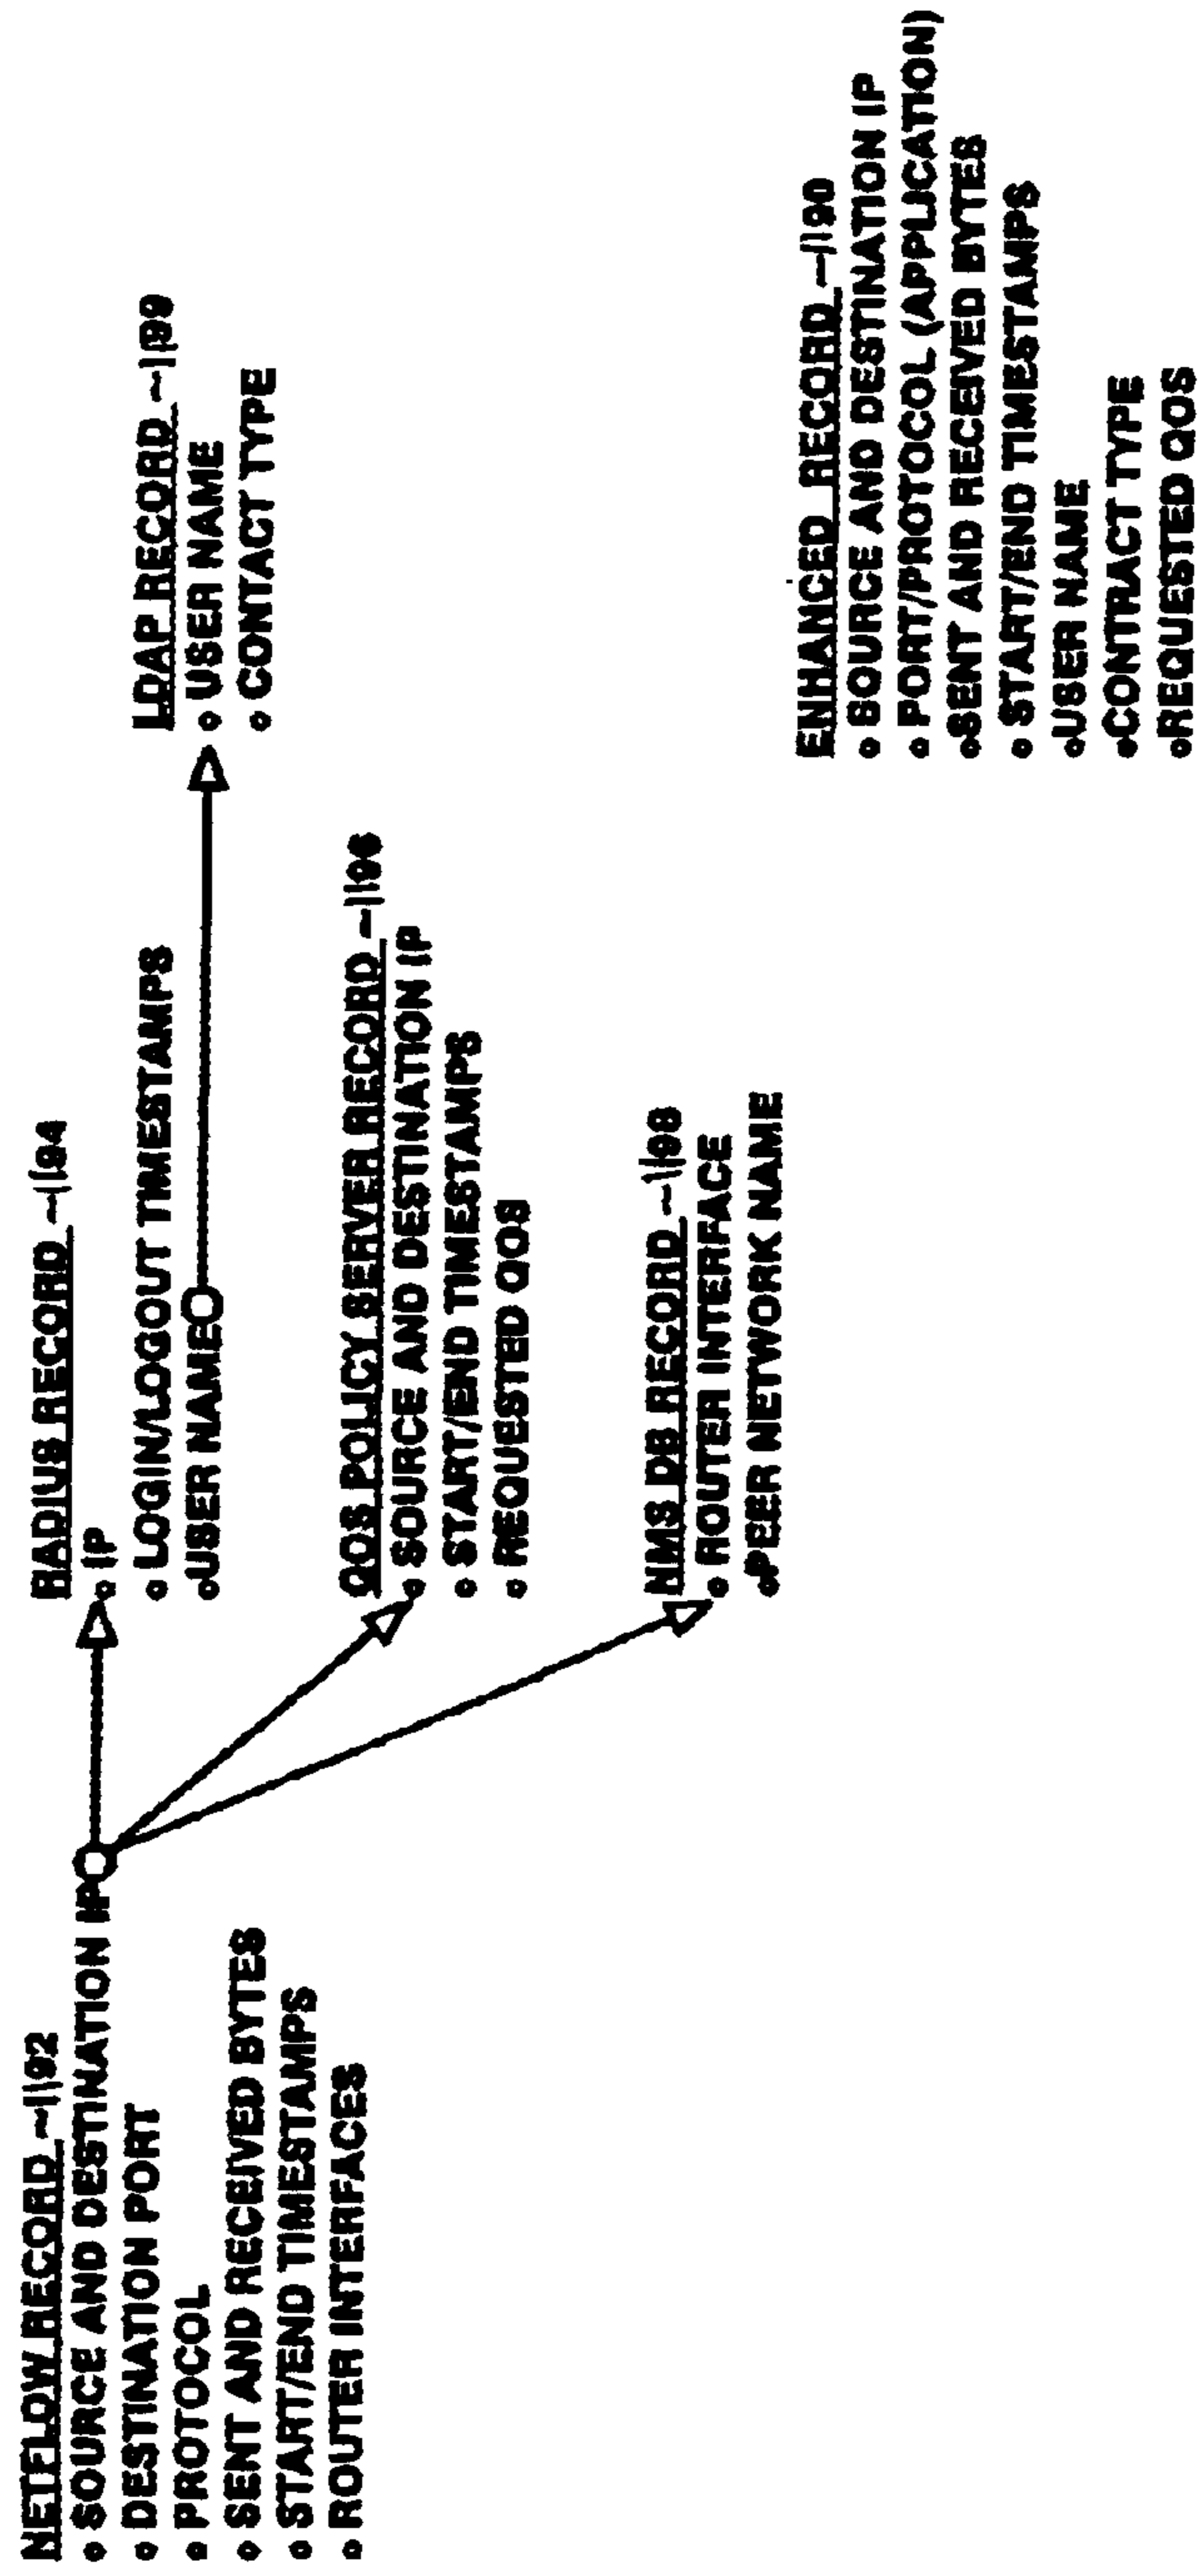 NETFLOW RECORD ~192
• SOURCE AND DESTINATION IP
• DESTINATION PORT
• PROTOCOL
• SENT AND RECEIVED BYTES
• START/END TIMESTAMPS
• ROUTER INTERFACES
RADIUS RECORD ~194
• IP
• LOGIN/LOGOUT TIMESTAMPS
• USER NAME
QOS POLICY SERVER RECORD ~196
• SOURCE AND DESTINATION IP
• START/END TIMESTAMPS
• REQUESTED QOS
NMS DB RECORD ~198
• ROUTER INTERFACE
• PEER NETWORK NAME
LDAP RECORD ~199
• USER NAME
• CONTACT TYPE
ENHANCED RECORD ~190
• SOURCE AND DESTINATION IP
• PORT/PROTOCOL (APPLICATION)
• SENT AND RECEIVED BYTES
• START/END TIMESTAMPS
• USER NAME
• CONTRACT TYPE
• REQUESTED QOS